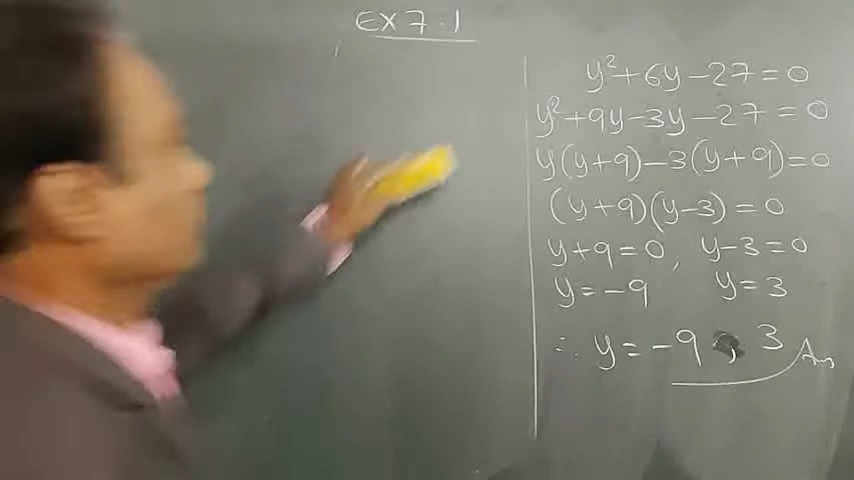 EX 7.1
y²+6y-27=0
y²+9y-3y-27=0
y(y+9)-3(y+9)=0
(y+9)(y-3)=0
y+9=0, y-3=0
y=-9 y=3
∴ y=-9, 3 Ans